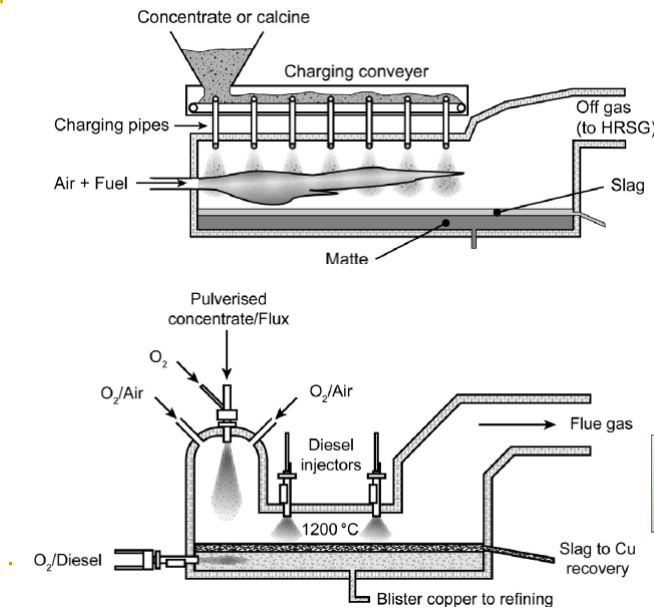 Concentrate or calcine
Charging conveyer
Charging pipes
Off gas
(to HRSG)
Air + Fuel
Slag
Matte
Pulverised
concentrate/Flux
O₂
O₂/Air
O₂/Air
Flue gas
Diesel
injectors
1200 °C
O₂/Diesel
Slag to Cu
recovery
Blister copper to refining